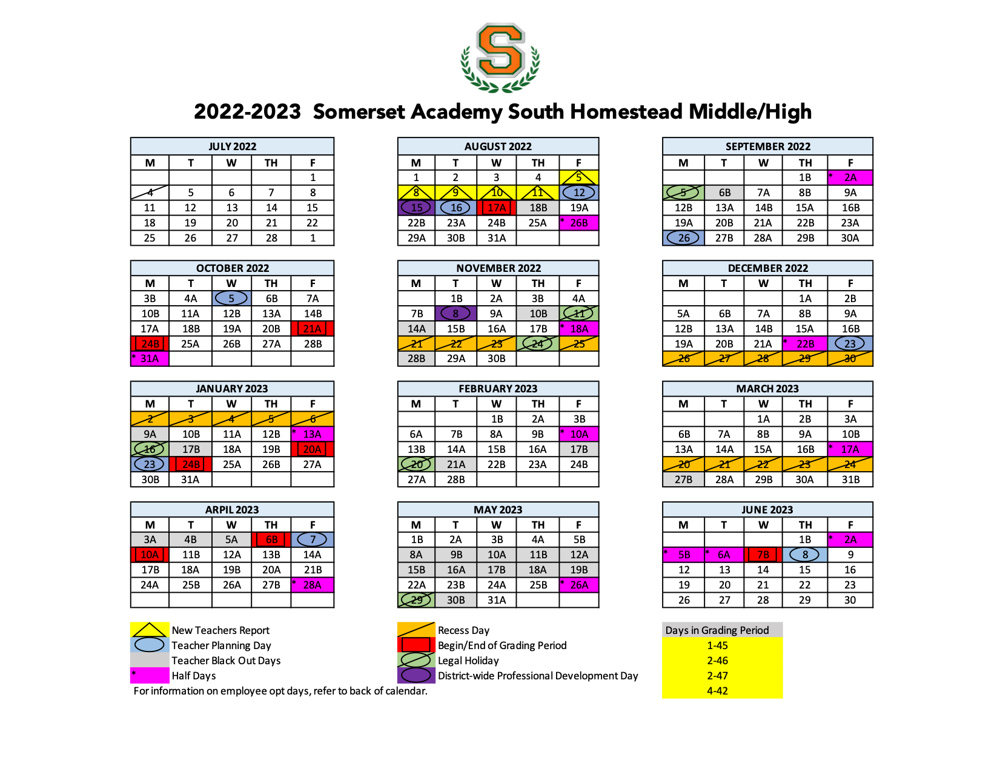 S
2022-2023 Somerset Academy South Homestead Middle/High
JULY 2022
M T W TH F
1
4 5 6 7 8
11 12 13 14 15
18 19 20 21 22
25 26 27 28 1
AUGUST 2022
M T W TH F
1 2 3 4 5
8 9 10 11 12
15 16 17A 18B 19A
22B 23A 24B 25A * 26B
29A 30B 31A
SEPTEMBER 2022
M T W TH F
1B * 2A
5 6B 7A 8B 9A
12B 13A 14B 15A 16B
19A 20B 21A 22B 23A
26 27B 28A 29B 30A
OCTOBER 2022
M T W TH F
3B 4A 5 6B 7A
10B 11A 12B 13A 14B
17A 18B 19A 20B 21A
24B 25A 26B 27A 28B
* 31A
NOVEMBER 2022
M T W TH F
1B 2A 3B 4A
7B 8 9A 10B 11
14A 15B 16A 17B * 18A
21 22 23 24 25
28B 29A 30B
DECEMBER 2022
M T W TH F
1A 2B
5A 6B 7A 8B 9A
12B 13A 14B 15A 16B
19A 20B 21A * 22B 23
26 27 28 29 30
JANUARY 2023
M T W TH F
2 3 4 5 6
9A 10B 11A 12B * 13A
16 17B 18A 19B 20A
23 24B 25A 26B 27A
30B 31A
FEBRUARY 2023
M T W TH F
1B 2A 3B
6A 7B 8A 9B * 10A
13B 14A 15B 16A 17B
20 21A 22B 23A 24B
27A 28B
MARCH 2023
M T W TH F
1A 2B 3A
6B 7A 8B 9A 10B
13A 14A 15A 16B * 17A
20 21 22 23 24
27B 28A 29B 30A 31B
ARPIL 2023
M T W TH F
3A 4B 5A 6B 7
10A 11B 12A 13B 14A
17B 18A 19B 20A 21B
24A 25B 26A 27B * 28A
MAY 2023
M T W TH F
1B 2A 3B 4A 5B
8A 9B 10A 11B 12A
15B 16A 17B 18A 19B
22A 23B 24A 25B * 26A
29 30B 31A
JUNE 2023
M T W TH F
1B * 2A
* 5B * 6A 7B 8 9
12 13 14 15 16
19 20 21 22 23
26 27 28 29 30
New Teachers Report
Teacher Planning Day
Teacher Black Out Days
* Half Days
For information on employee opt days, refer to back of calendar.
Recess Day
Begin/End of Grading Period
Legal Holiday
District-wide Professional Development Day
Days in Grading Period
1-45
2-46
2-47
4-42